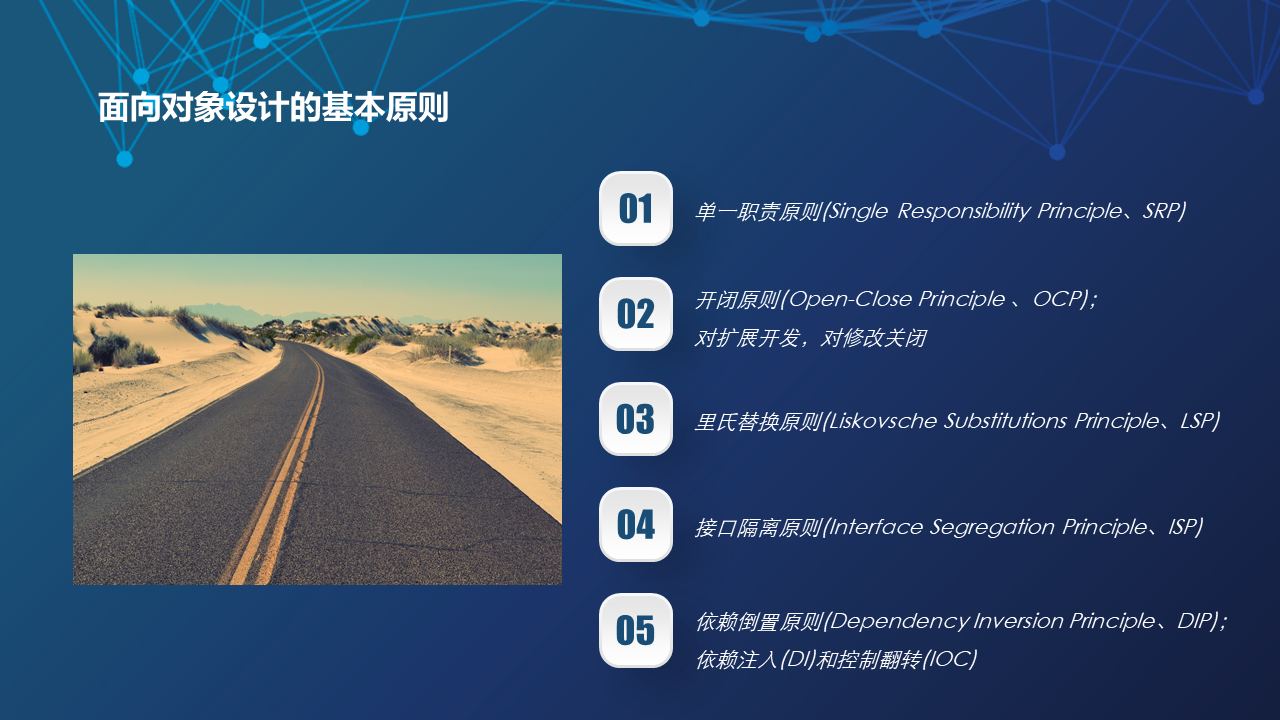 面向对象设计的基本原则
01
单一职责原则(Single Responsibility Principle、SRP)
02
开闭原则(Open-Close Principle 、OCP);
对扩展开发，对修改关闭
03
里氏替换原则(Liskovsche Substitutions Principle、LSP)
04
接口隔离原则(Interface Segregation Principle、ISP)
05
依赖倒置原则(Dependency Inversion Principle、DIP);
依赖注入(DI)和控制翻转(IOC)